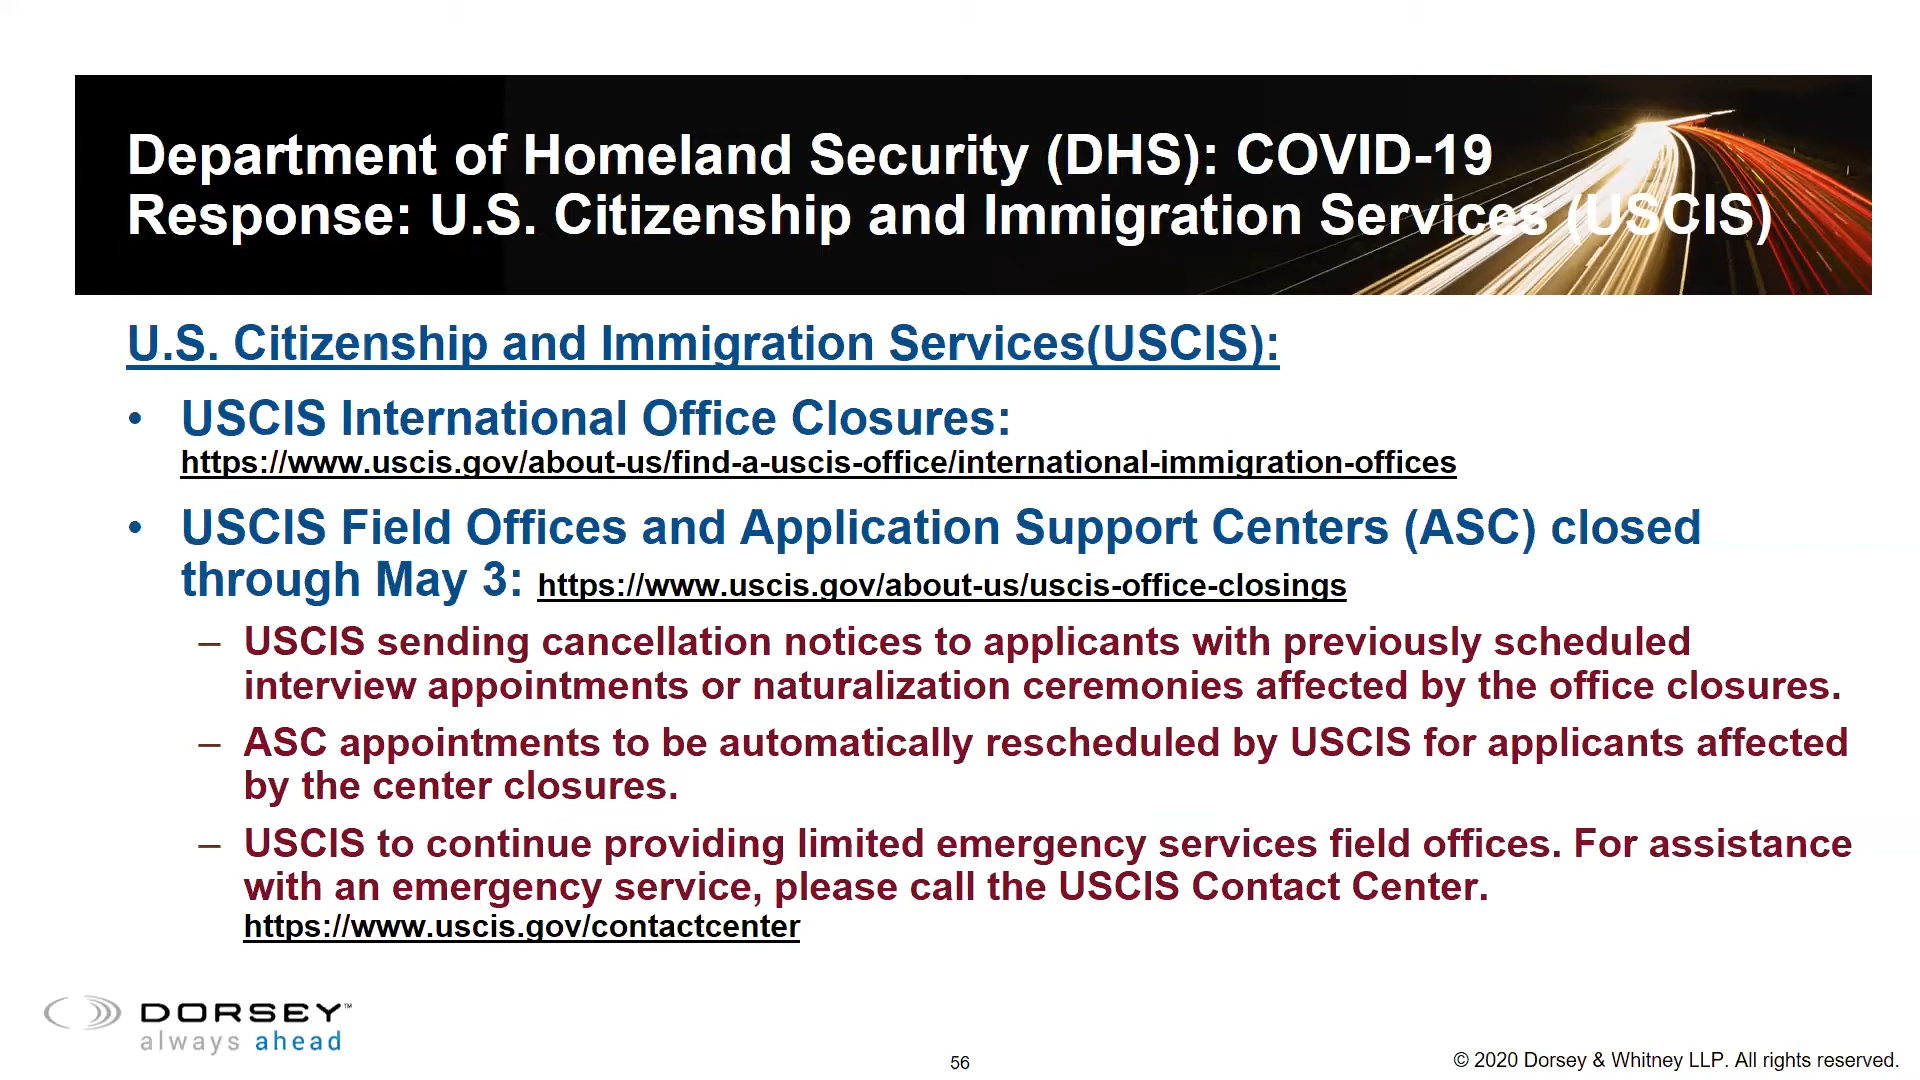 Department of Homeland Security (DHS): COVID-19
Response: U.S. Citizenship and Immigration Services (USCIS)
U.S. Citizenship and Immigration Services(USCIS):
• USCIS International Office Closures:
https://www.uscis.gov/about-us/find-a-uscis-office/international-immigration-offices
• USCIS Field Offices and Application Support Centers (ASC) closed
through May 3: https://www.uscis.gov/about-us/uscis-office-closings
– USCIS sending cancellation notices to applicants with previously scheduled
interview appointments or naturalization ceremonies affected by the office closures.
– ASC appointments to be automatically rescheduled by USCIS for applicants affected
by the center closures.
– USCIS to continue providing limited emergency services field offices. For assistance
with an emergency service, please call the USCIS Contact Center.
https://www.uscis.gov/contactcenter
DORSEY™
always ahead
56
© 2020 Dorsey & Whitney LLP. All rights reserved.